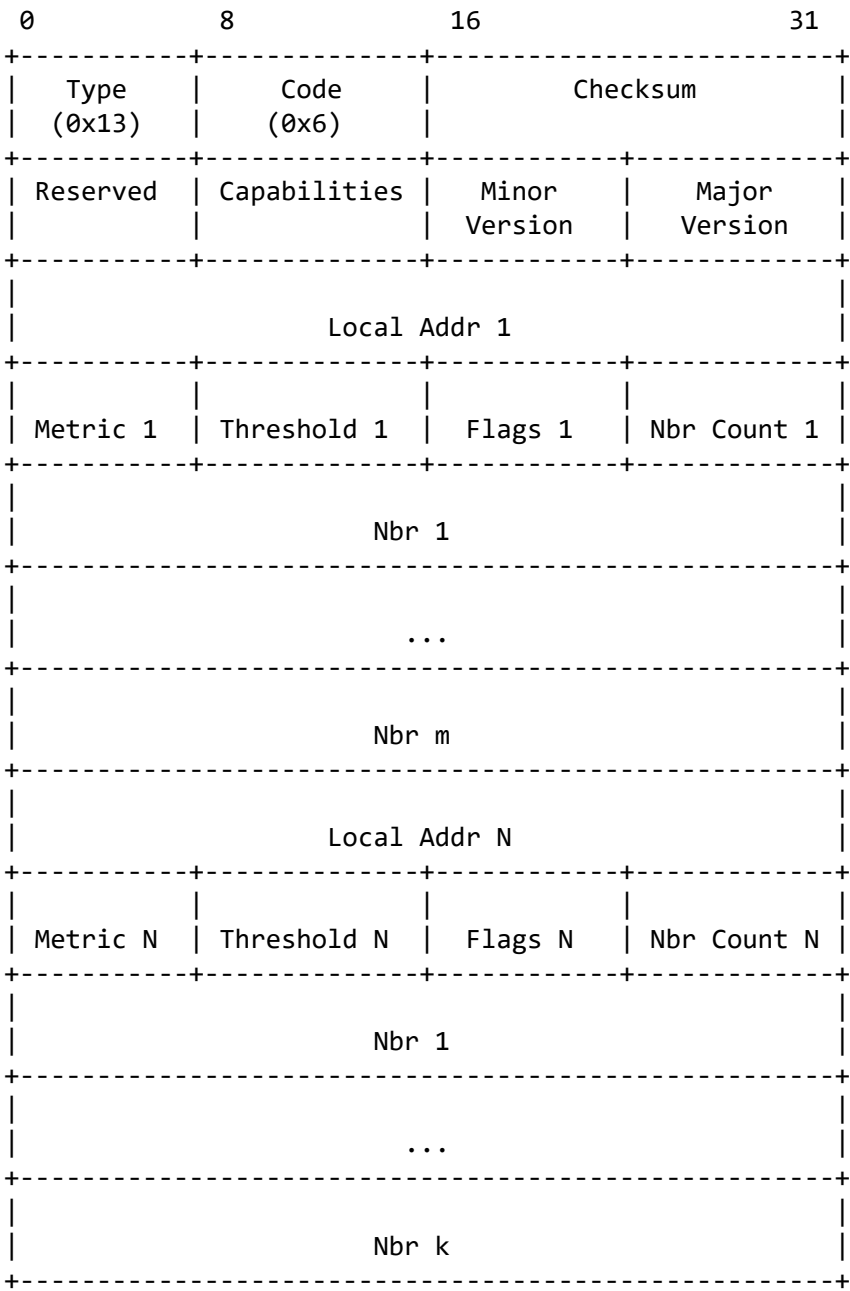 0 8 16 31
Type Code Checksum
(0x13) (0x6)
Reserved Capabilities Minor Major
Version Version
Local Addr 1
Metric 1 Threshold 1 Flags 1 Nbr Count 1
Nbr 1
...
Nbr m
Local Addr N
Metric N Threshold N Flags N Nbr Count N
Nbr 1
...
Nbr k